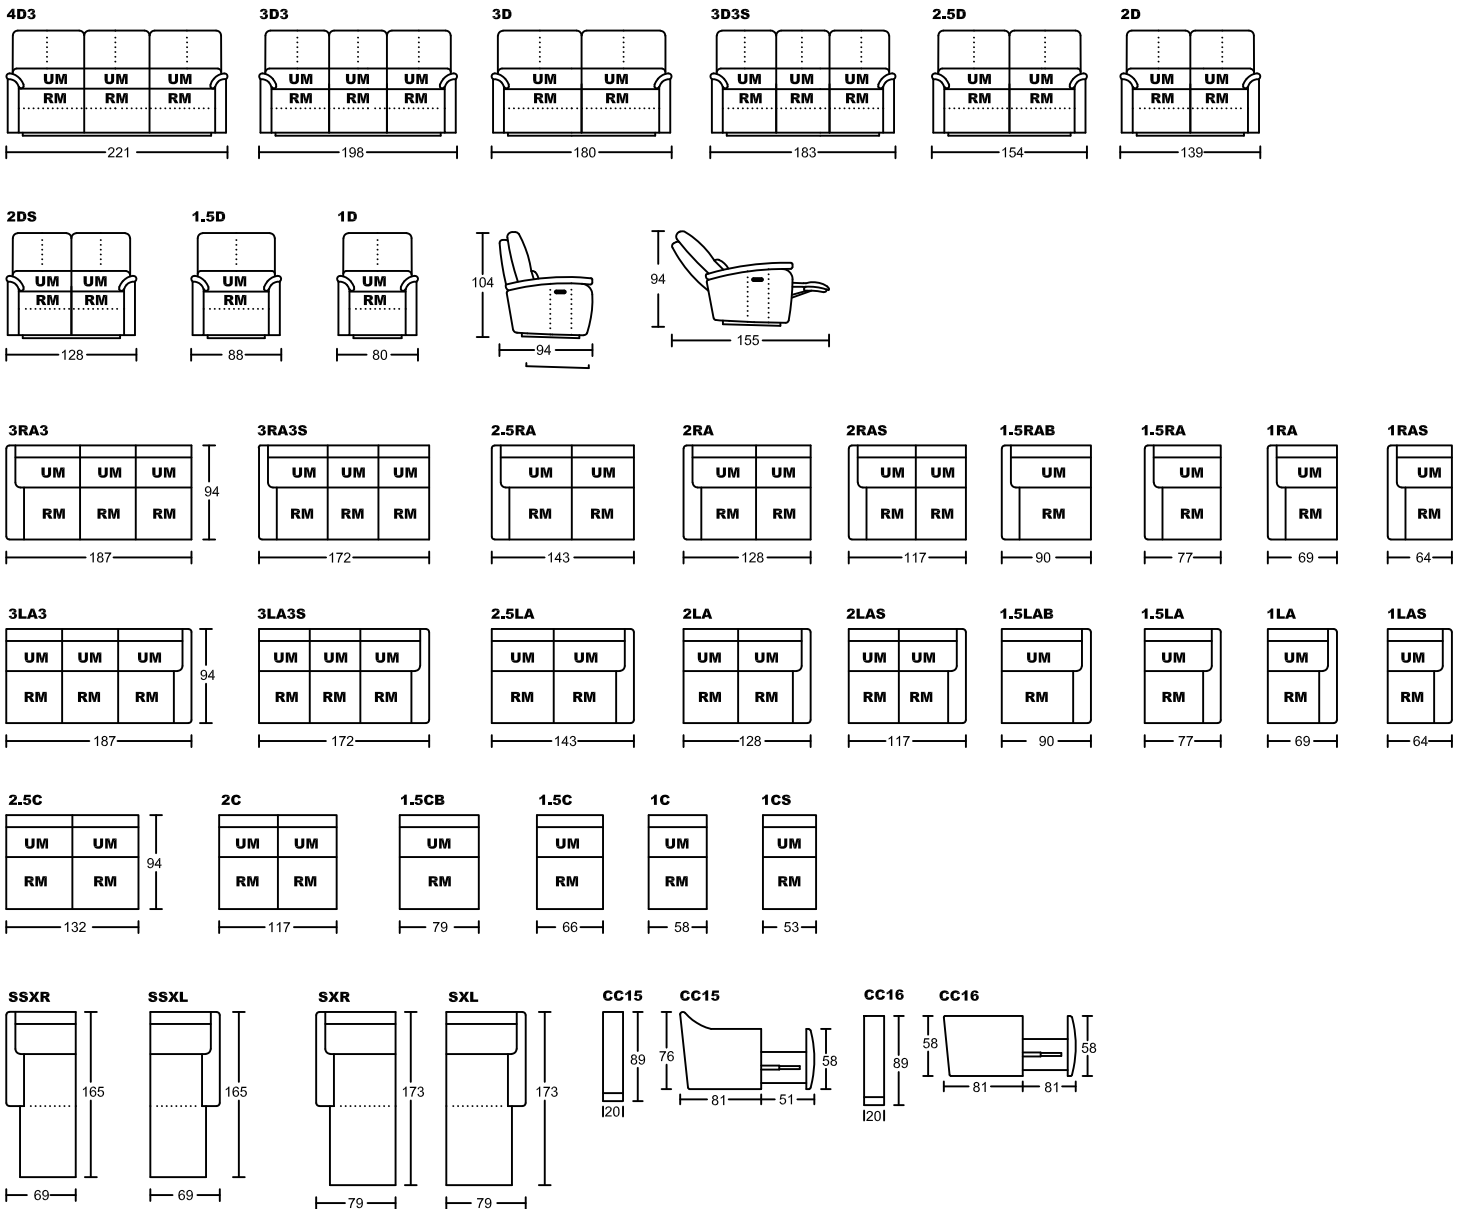 4D3 3D3 3D 3D3S 2.5D 2D
UM UM UM UM UM UM UM UM UM UM UM UM UM UM UM
RM RM RM RM RM RM RM RM RM RM RM RM RM RM RM
221 198 180 183 154 139
2DS 1.5D 1D
UM UM UM UM
RM RM RM RM
104 94
128 88 80 94 155
3RA3 3RA3S 2.5RA 2RA 2RAS 1.5RAB 1.5RA 1RA 1RAS
UM UM UM UM UM UM UM UM UM UM UM UM UM UM UM UM
94
RM RM RM RM RM RM RM RM RM RM RM RM RM RM RM RM
187 172 143 128 117 90 77 69 64
3LA3 3LA3S 2.5LA 2LA 2LAS 1.5LAB 1.5LA 1LA 1LAS
UM UM UM UM UM UM UM UM UM UM UM UM UM UM UM UM
94
RM RM RM RM RM RM RM RM RM RM RM RM RM RM RM RM
187 172 143 128 117 90 77 69 64
2.5C 2C 1.5CB 1.5C 1C 1CS
UM UM UM UM UM UM UM UM
94
RM RM RM RM RM RM RM RM
132 117 79 66 58 53
SSXR SSXL SXR SXL CC15 CC15 CC16 CC16
165 165 173 173 89 76 58 89 58 58
20 81 51 20 81 81
69 69 79 79